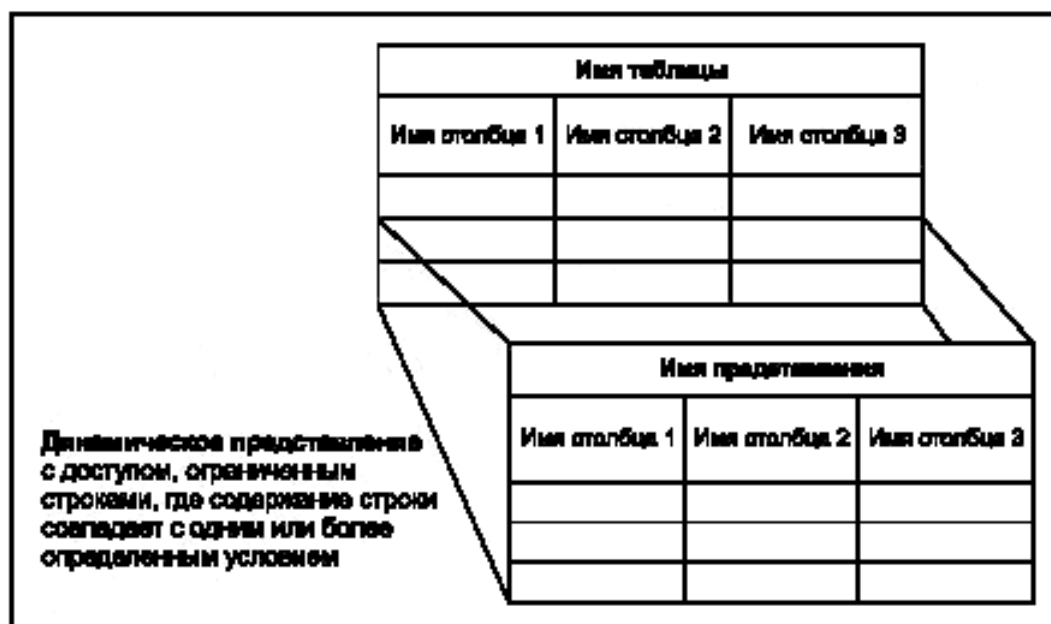 Имя таблицы
Имя столбца 1 Имя столбца 2 Имя столбца 3
Имя представления
Имя столбца 1 Имя столбца 2 Имя столбца 3
Динамическое представление
с доступом, ограниченным
строками, где содержание строки
совпадает с одним или более
определенным условием